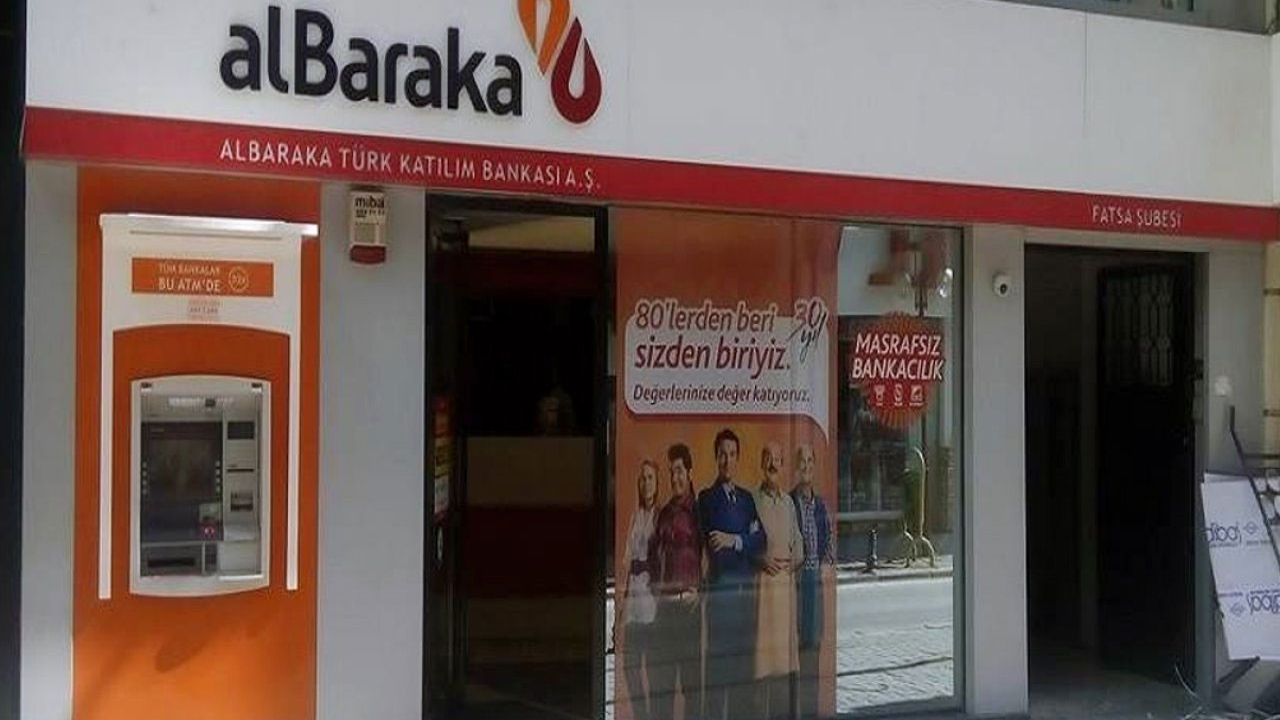 alBaraka
ALBARAKA TÜRK KATILIM BANKASI A.Ş.
FATSA ŞUBESİ
TÜM BANKALAR
BU ATM'DE
80'lerden beri
sizden biriyiz.
Değerlerinize değer katıyoruz.
30
yıl
MASRAFSIZ
BANKACILIK